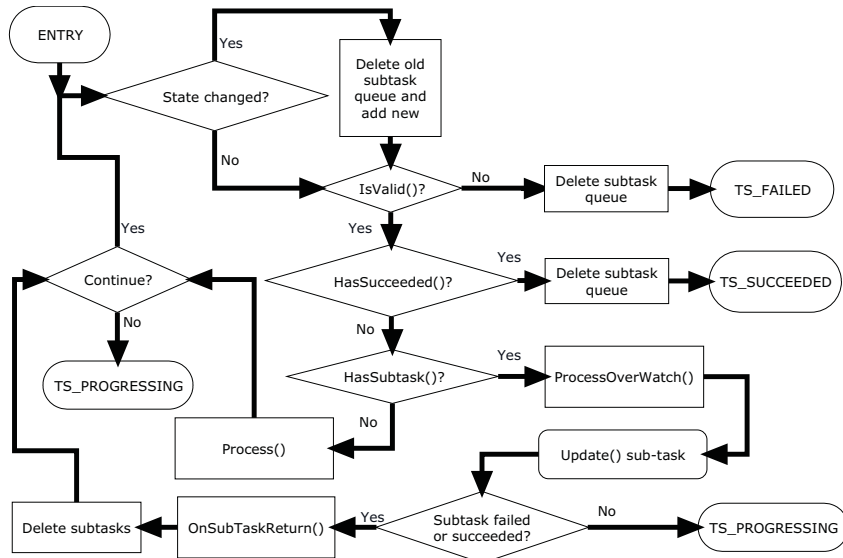 ENTRY
Yes
State changed?
Delete old
subtask
queue and
add new
No
IsValid()?
No
Delete subtask
queue
TS_FAILED
Yes
Yes
Continue?
HasSucceeded()?
Yes
Delete subtask
queue
TS_SUCCEEDED
No
No
TS_PROGRESSING
HasSubtask()?
Yes
ProcessOverWatch()
No
Process()
Update() sub-task
Delete subtasks
OnSubTaskReturn()
Yes
Subtask failed
or succeeded?
No
TS_PROGRESSING